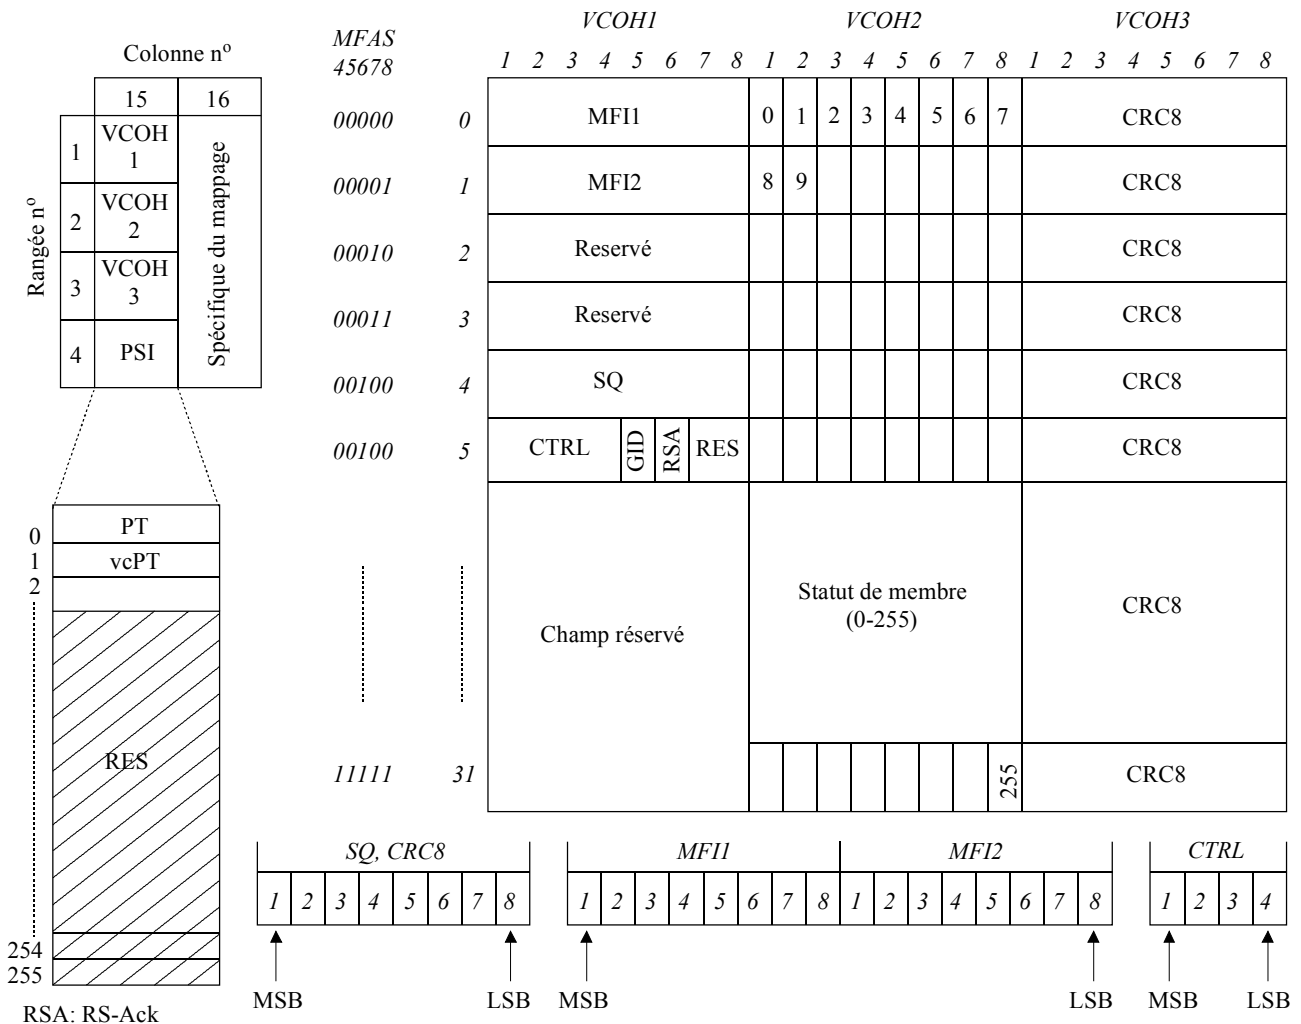 VCOH1 VCOH2 VCOH3
MFAS
45678
1 2 3 4 5 6 7 8 1 2 3 4 5 6 7 8 1 2 3 4 5 6 7 8
Colonne nº
15 16
Rangée nº
1 VCOH 1
2 VCOH 2
3 VCOH 3
4 PSI
Spécifique du mappage
00000 0 MFI1 0 1 2 3 4 5 6 7 CRC8
00001 1 MFI2 8 9 CRC8
00010 2 Reservé CRC8
00011 3 Reservé CRC8
00100 4 SQ CRC8
00100 5 CTRL GID RSA RES CRC8
Champ réservé
Statut de membre
(0-255)
CRC8
11111 31 255 CRC8
0 PT
1 vcPT
2
RES
254
255
RSA: RS-Ack
SQ, CRC8
1 2 3 4 5 6 7 8
MSB LSB
MFI1 MFI2
1 2 3 4 5 6 7 8 1 2 3 4 5 6 7 8
MSB LSB
CTRL
1 2 3 4
MSB LSB